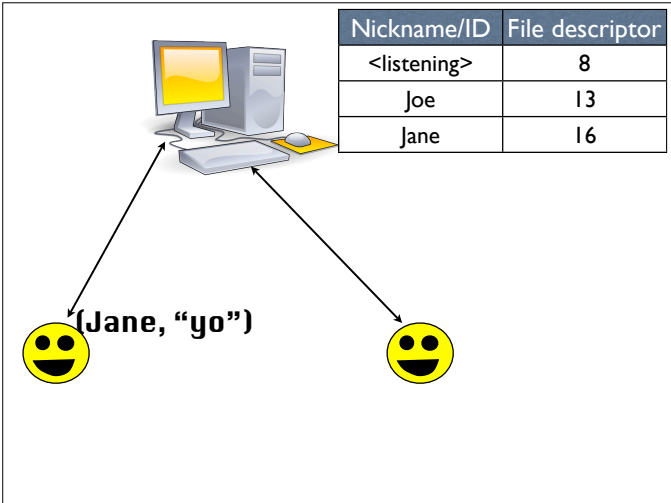 Nickname/ID File descriptor
<listening> 8
Joe 13
Jane 16
(Jane, “yo”)